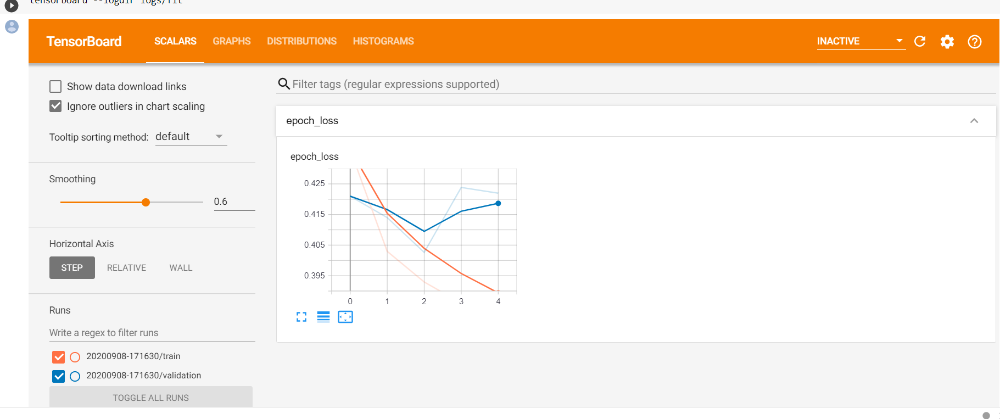 tensorboard --logdir logs/fit
TensorBoard SCALARS GRAPHS DISTRIBUTIONS HISTOGRAMS INACTIVE
Show data download links
Ignore outliers in chart scaling
Tooltip sorting method: default
Smoothing
0.6
Horizontal Axis
STEP RELATIVE WALL
Runs
Write a regex to filter runs
20200908-171630/train
20200908-171630/validation
TOGGLE ALL RUNS
Filter tags (regular expressions supported)
epoch_loss
epoch_loss
0.425
0.415
0.405
0.395
0 1 2 3 4